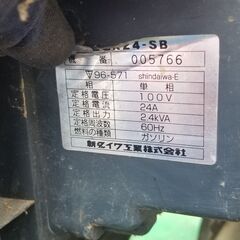 24-SB
機番 005766
▽96-571 shindaiwa-E
相 単相
定格電圧 100V
定格電流 24A
定格出力 2.4kVA
定格周波数 60Hz
燃料の種類 ガソリン
新ダイワ工業株式会社